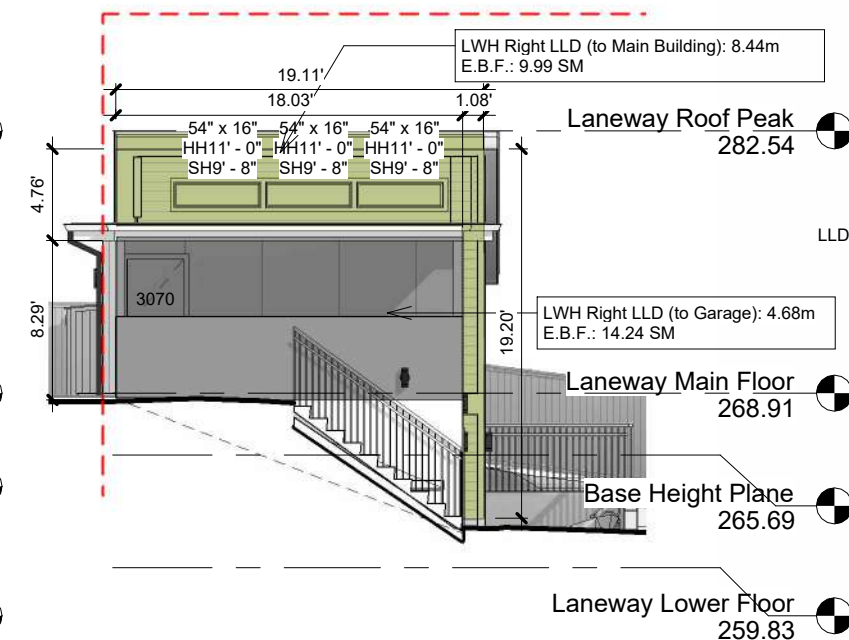 LWH Right LLD (to Main Building): 8.44m
E.B.F.: 9.99 SM
19.11'
18.03'
1.08'
54" x 16"
HH11' - 0"
SH9' - 8"
54" x 16"
HH11' - 0"
SH9' - 8"
54" x 16"
HH11' - 0"
SH9' - 8"
Laneway Roof Peak
282.54
4.76'
LLD
3070
8.29'
LWH Right LLD (to Garage): 4.68m
E.B.F.: 14.24 SM
19.20'
Laneway Main Floor
268.91
Base Height Plane
265.69
Laneway Lower Floor
259.83